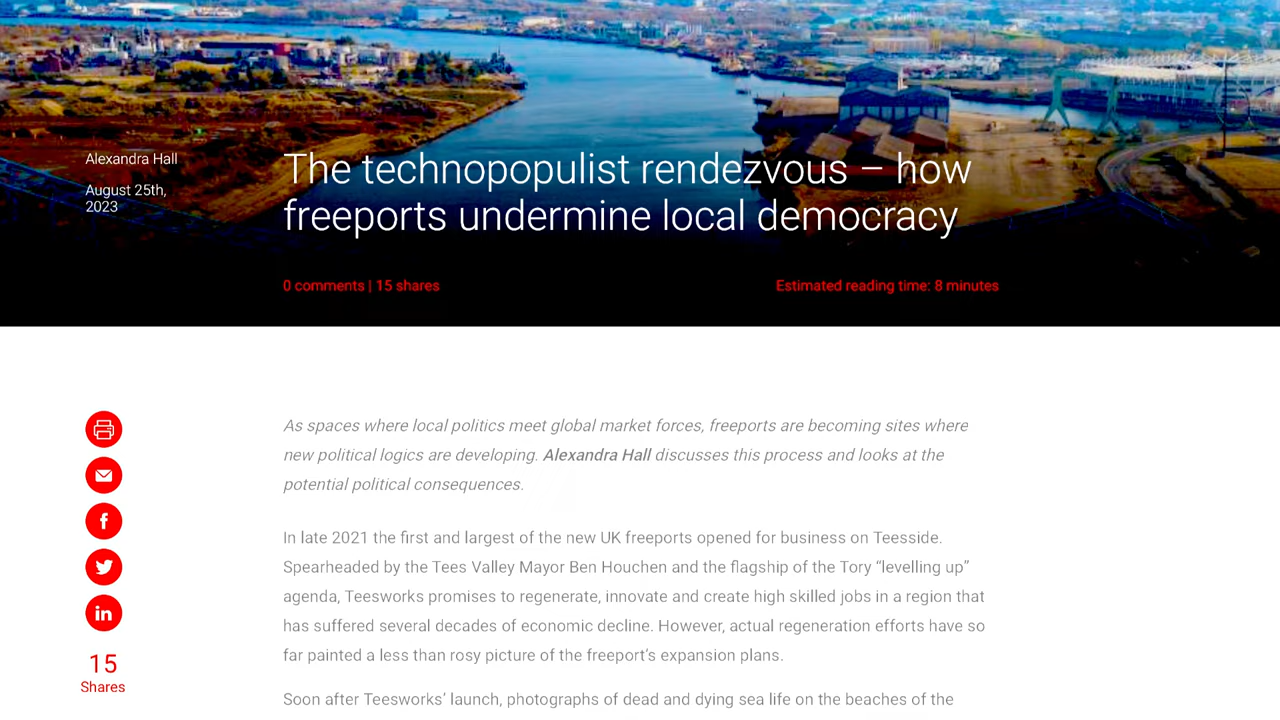 Alexandra Hall
August 25th,
2023
The technopopulist rendezvous – how
freeports undermine local democracy
0 comments | 15 shares
Estimated reading time: 8 minutes
As spaces where local politics meet global market forces, freeports are becoming sites where
new political logics are developing. Alexandra Hall discusses this process and looks at the
potential political consequences.
In late 2021 the first and largest of the new UK freeports opened for business on Teesside.
Spearheaded by the Tees Valley Mayor Ben Houchen and the flagship of the Tory “levelling up”
agenda, Teesworks promises to regenerate, innovate and create high skilled jobs in a region that
has suffered several decades of economic decline. However, actual regeneration efforts have so
far painted a less than rosy picture of the freeport’s expansion plans.
Soon after Teesworks’ launch, photographs of dead and dying sea life on the beaches of the
15
Shares